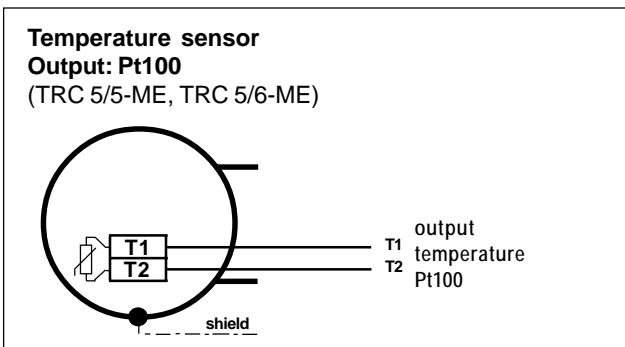 Temperature sensor
Output: Pt100
(TRC 5/5-ME, TRC 5/6-ME)
T1
T2
T1
T2
output
temperature
Pt100
shield